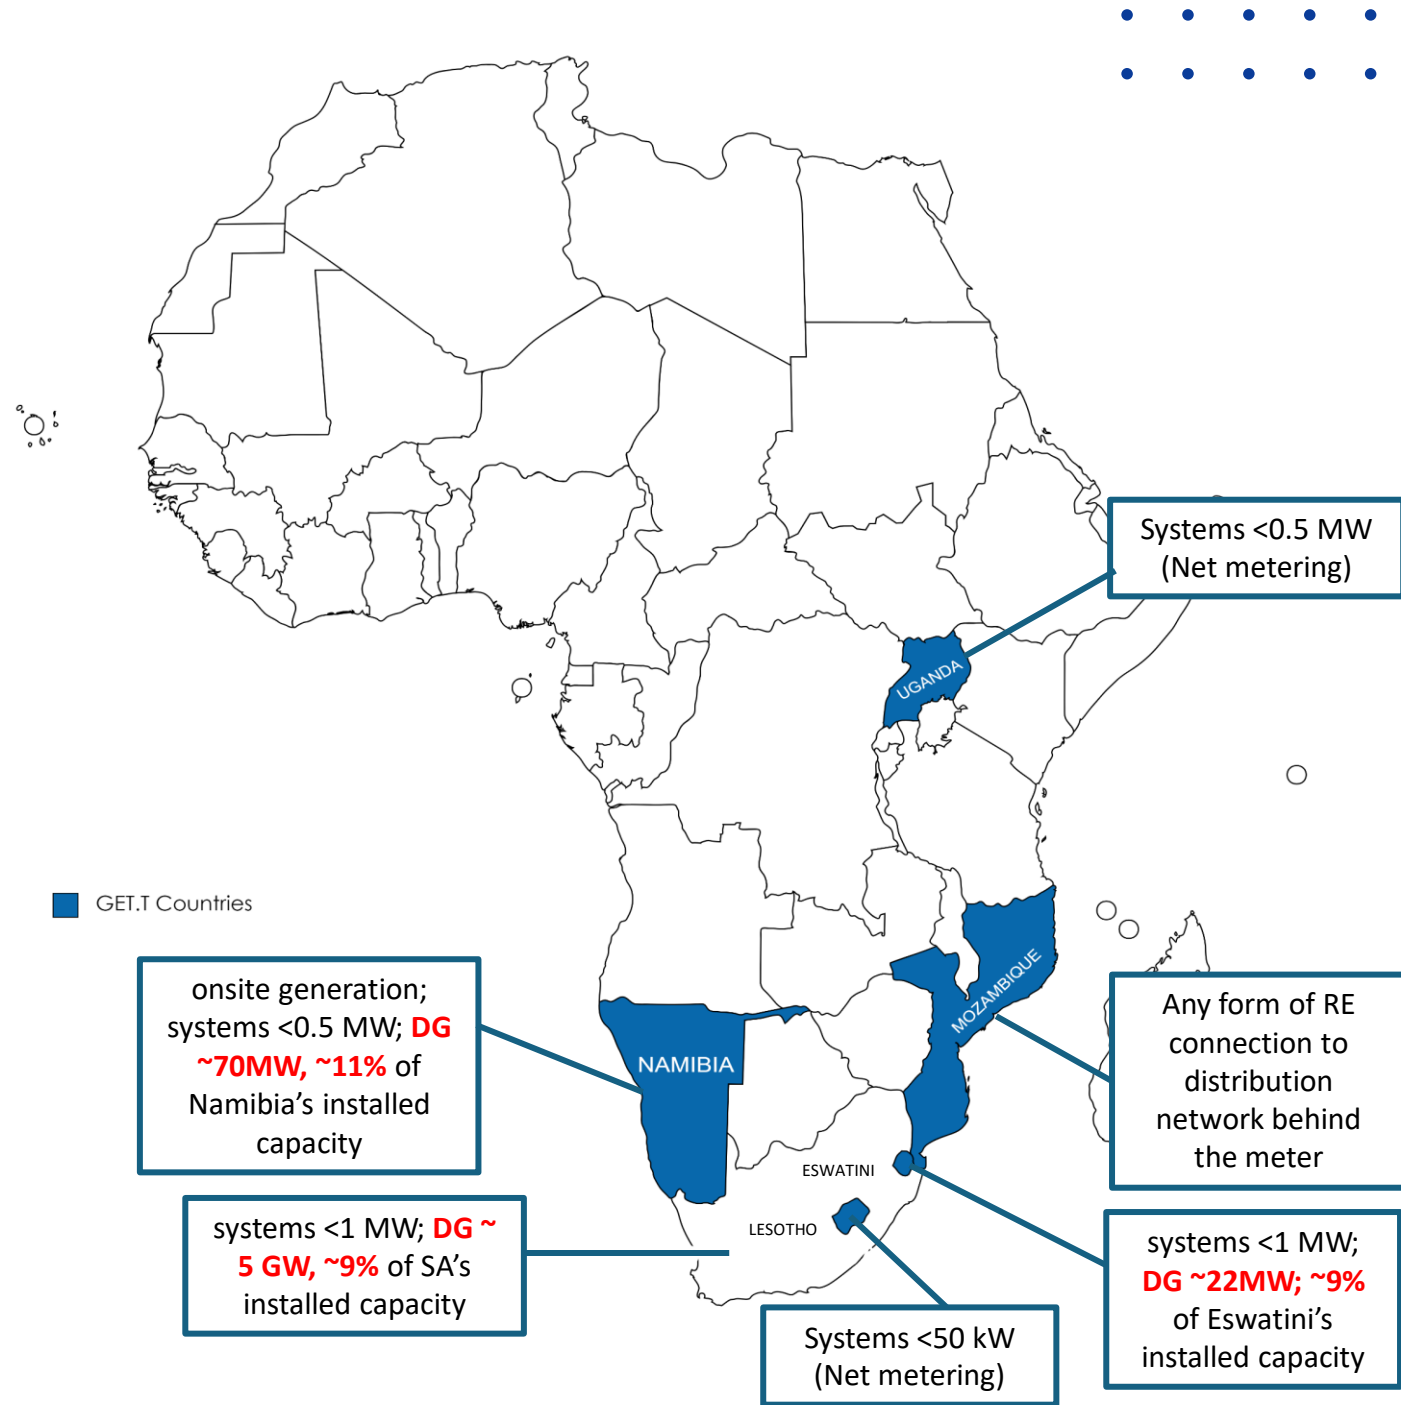 Systems <0.5 MW
(Net metering)
UGANDA
GET.T Countries
MOZAMBIQUE
onsite generation;
systems <0.5 MW; DG
~70MW, ~11% of
Namibia's installed
capacity
NAMIBIA
Any form of RE
connection to
distribution
network behind
the meter
ESWATINI
LESOTHO
systems <1 MW; DG ~
5 GW, ~9% of SA's
installed capacity
systems <1 MW;
DG ~22MW; ~9%
of Eswatini's
installed capacity
Systems <50 kW
(Net metering)